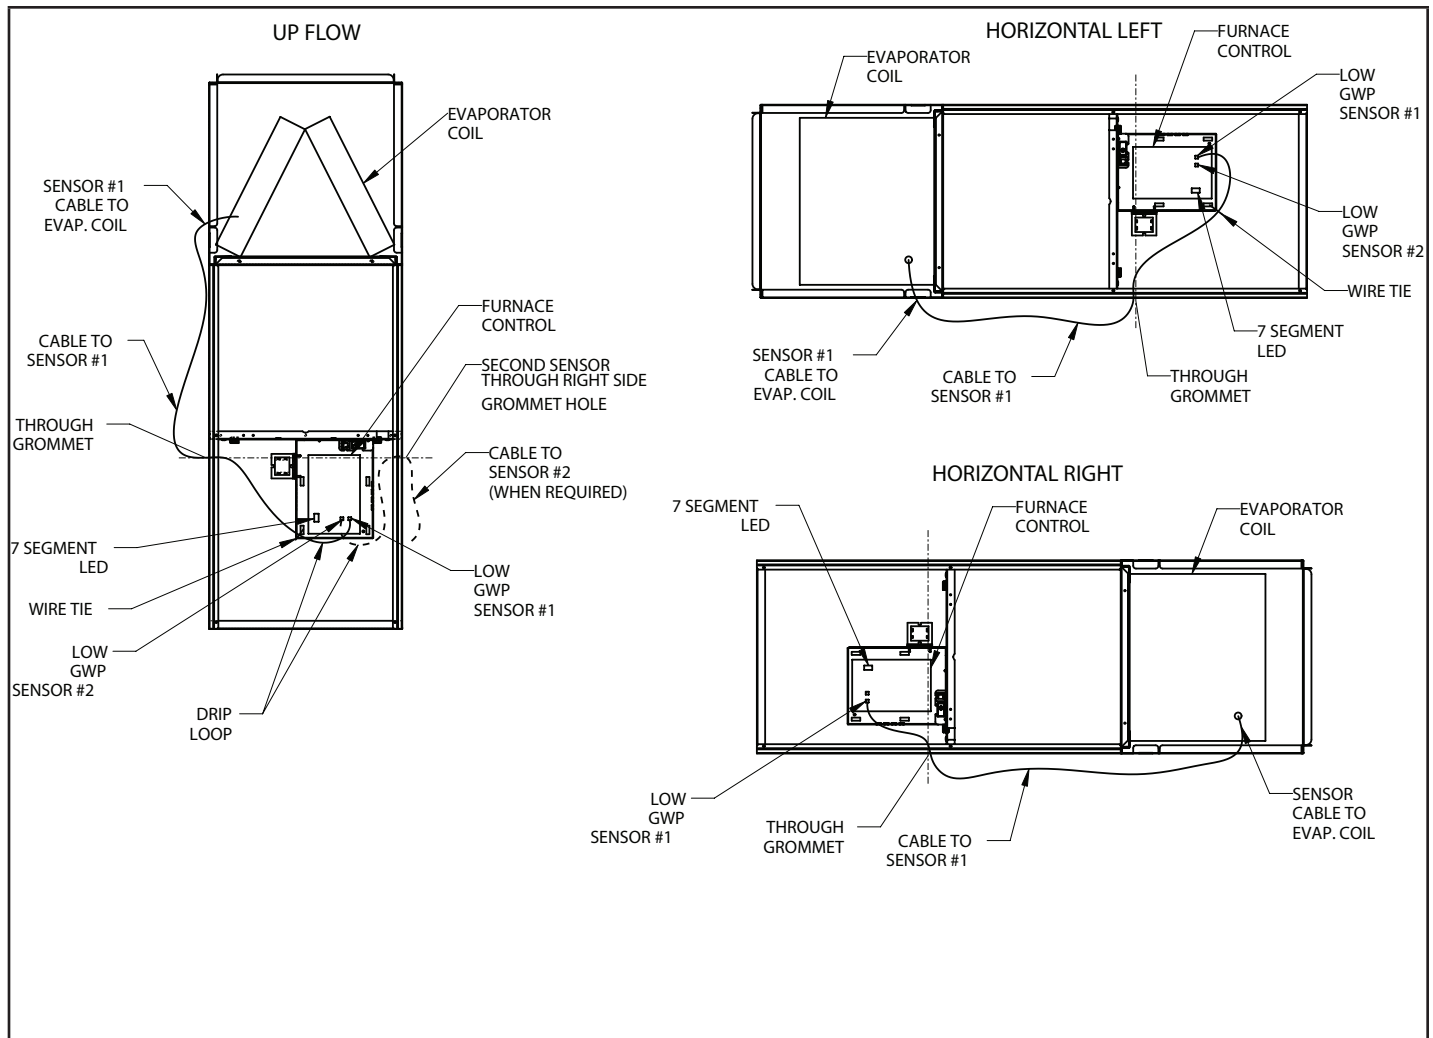 UP FLOW
EVAPORATOR
COIL
SENSOR #1
CABLE TO
EVAP. COIL
FURNACE
CONTROL
CABLE TO
SENSOR #1
SECOND SENSOR
THROUGH RIGHT SIDE
GROMMET HOLE
THROUGH
GROMMET
CABLE TO
SENSOR #2
(WHEN REQUIRED)
7 SEGMENT
LED
LOW
GWP
SENSOR #1
WIRE TIE
LOW
GWP
SENSOR #2
DRIP
LOOP
HORIZONTAL LEFT
EVAPORATOR
COIL
FURNACE
CONTROL
LOW
GWP
SENSOR #1
LOW
GWP
SENSOR #2
WIRE TIE
7 SEGMENT
LED
SENSOR #1
CABLE TO
EVAP. COIL
CABLE TO
SENSOR #1
THROUGH
GROMMET
HORIZONTAL RIGHT
7 SEGMENT
LED
FURNACE
CONTROL
EVAPORATOR
COIL
LOW
GWP
SENSOR #1
THROUGH
GROMMET
CABLE TO
SENSOR #1
SENSOR
CABLE TO
EVAP. COIL